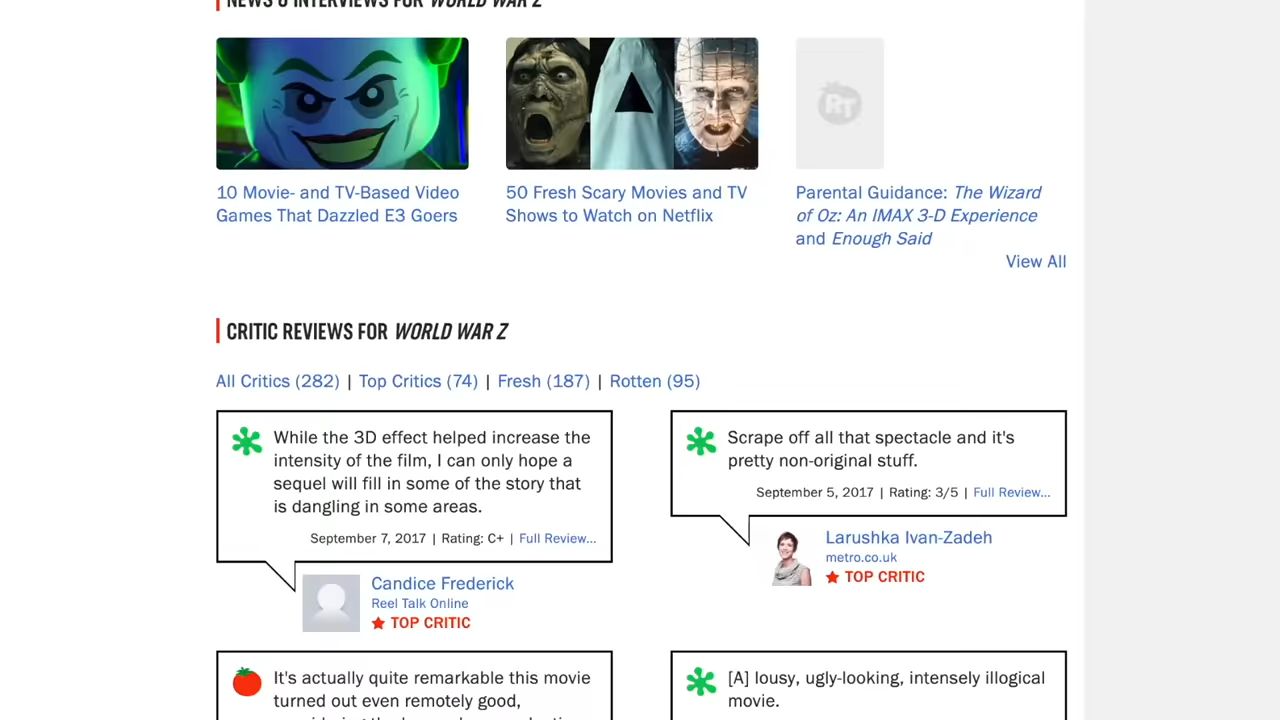 NEWS & INTERVIEWS FOR WORLD WAR Z
RT
10 Movie- and TV-Based Video
Games That Dazzled E3 Goers
50 Fresh Scary Movies and TV
Shows to Watch on Netflix
Parental Guidance: The Wizard
of Oz: An IMAX 3-D Experience
and Enough Said
View All
CRITIC REVIEWS FOR WORLD WAR Z
All Critics (282) | Top Critics (74) | Fresh (187) | Rotten (95)
While the 3D effect helped increase the
intensity of the film, I can only hope a
sequel will fill in some of the story that
is dangling in some areas.
September 7, 2017 | Rating: C+ | Full Review...
Candice Frederick
Reel Talk Online
TOP CRITIC
Scrape off all that spectacle and it's
pretty non-original stuff.
September 5, 2017 | Rating: 3/5 | Full Review...
Larushka Ivan-Zadeh
metro.co.uk
TOP CRITIC
It's actually quite remarkable this movie
turned out even remotely good,
[A] lousy, ugly-looking, intensely illogical
movie.